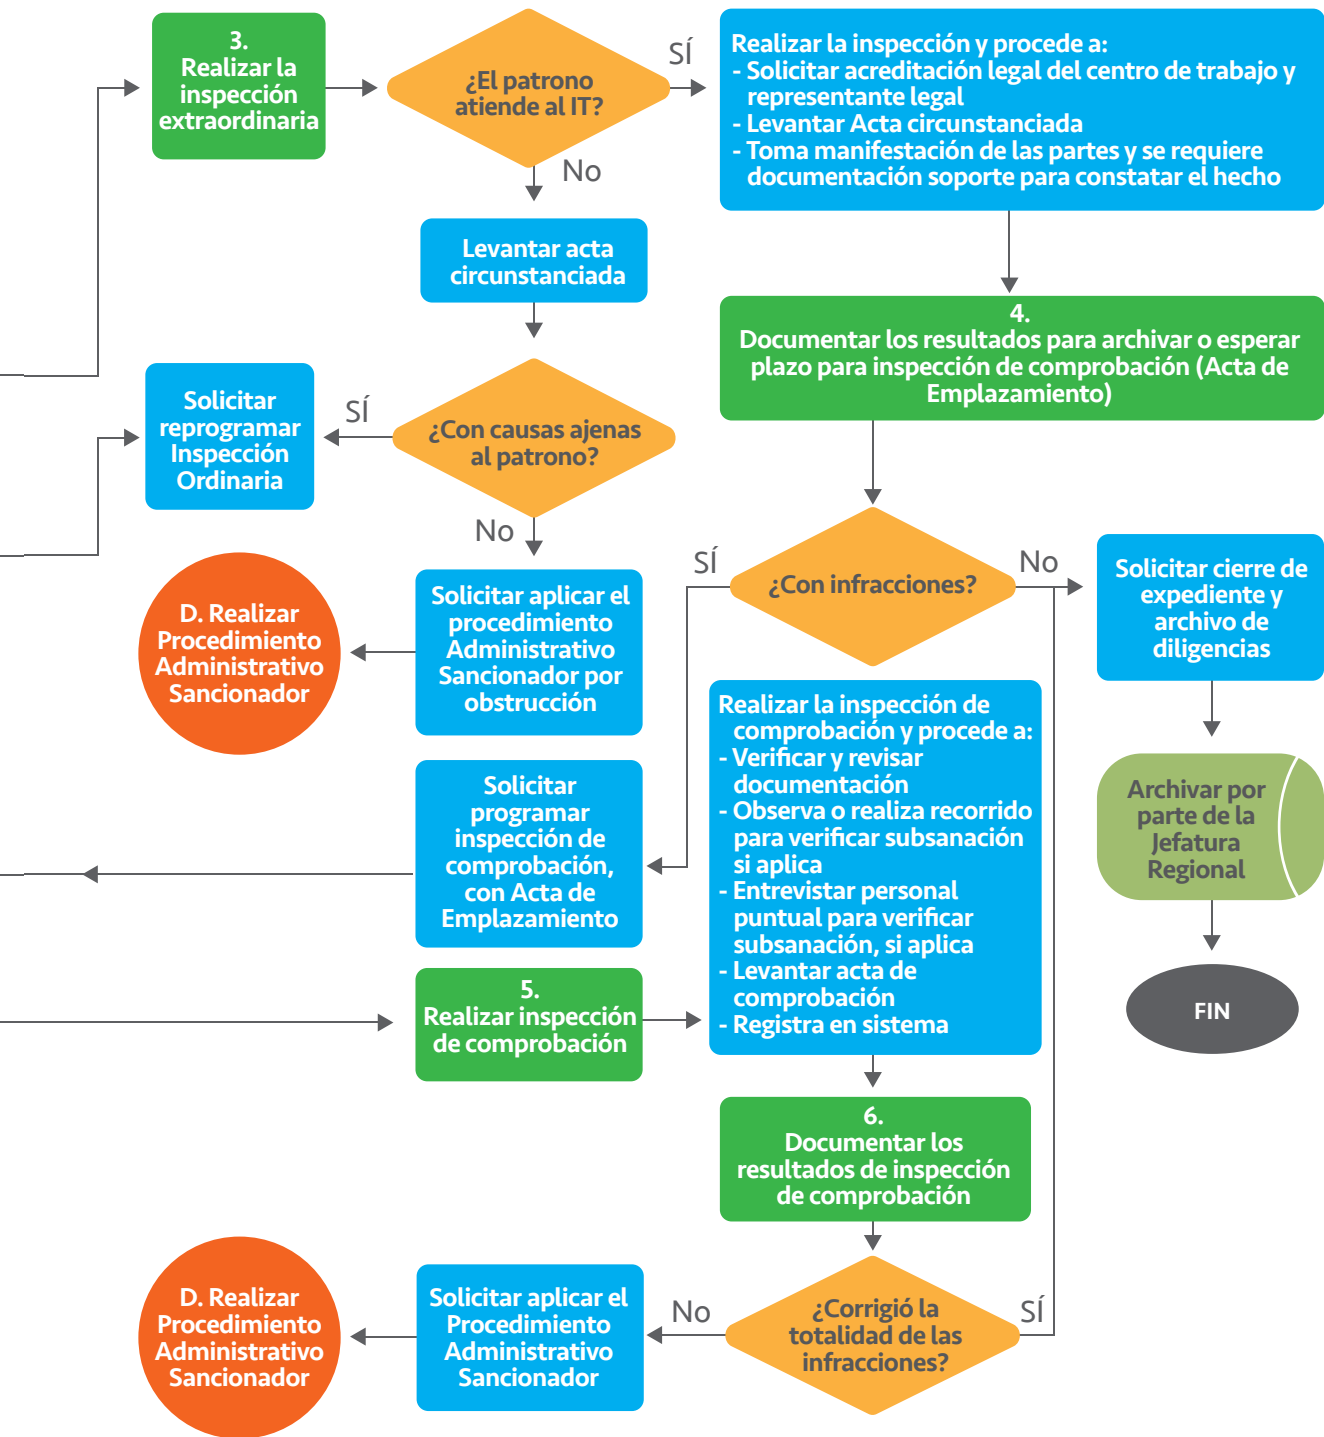 3.
Realizar la
inspección
extraordinaria
¿El patrono
atiende al IT?
SÍ
No
Realizar la inspección y procede a:
- Solicitar acreditación legal del centro de trabajo y
representante legal
- Levantar Acta circunstanciada
- Toma manifestación de las partes y se requiere
documentación soporte para constatar el hecho
Levantar acta
circunstanciada
4.
Documentar los resultados para archivar o esperar
plazo para inspección de comprobación (Acta de
Emplazamiento)
Solicitar
reprogramar
Inspección
Ordinaria
SÍ
¿Con causas ajenas
al patrono?
No
D. Realizar
Procedimiento
Administrativo
Sancionador
Solicitar aplicar el
procedimiento
Administrativo
Sancionador por
obstrucción
SÍ
¿Con infracciones?
No
Solicitar cierre de
expediente y
archivo de
diligencias
Solicitar
programar
inspección de
comprobación,
con Acta de
Emplazamiento
Realizar la inspección de
comprobación y procede a:
- Verificar y revisar
documentación
- Observa o realiza recorrido
para verificar subsanación
si aplica
- Entrevistar personal
puntual para verificar
subsanación, si aplica
- Levantar acta de
comprobación
- Registra en sistema
Archivar por
parte de la
Jefatura
Regional
FIN
5.
Realizar inspección
de comprobación
6.
Documentar los
resultados de inspección
de comprobación
D. Realizar
Procedimiento
Administrativo
Sancionador
Solicitar aplicar el
Procedimiento
Administrativo
Sancionador
No
¿Corrigió la
totalidad de las
infracciones?
SÍ